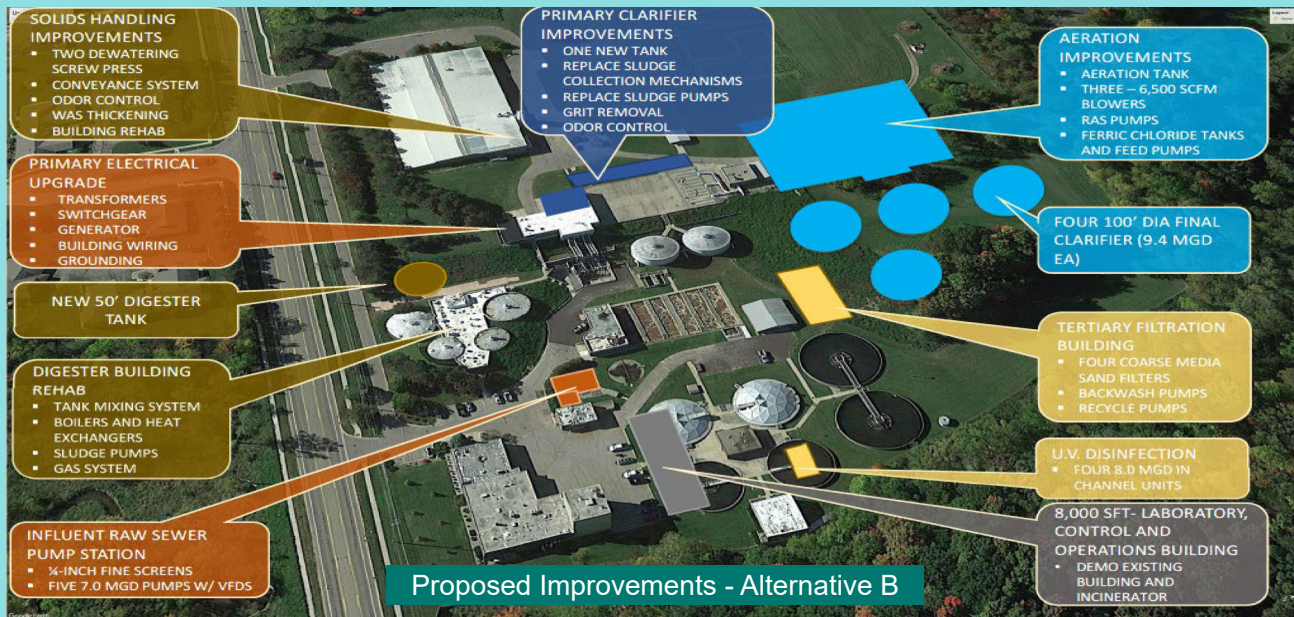 SOLIDS HANDLING
IMPROVEMENTS
▪ TWO DEWATERING
SCREW PRESS
▪ CONVEYANCE SYSTEM
▪ ODOR CONTROL
▪ WAS THICKENING
▪ BUILDING REHAB
PRIMARY ELECTRICAL
UPGRADE
▪ TRANSFORMERS
▪ SWITCHGEAR
▪ GENERATOR
▪ BUILDING WIRING
▪ GROUNDING
NEW 50' DIGESTER
TANK
DIGESTER BUILDING
REHAB
▪ TANK MIXING SYSTEM
▪ BOILERS AND HEAT
EXCHANGERS
▪ SLUDGE PUMPS
▪ GAS SYSTEM
INFLUENT RAW SEWER
PUMP STATION
▪ ¼-INCH FINE SCREENS
▪ FIVE 7.0 MGD PUMPS W/ VFDS
PRIMARY CLARIFIER
IMPROVEMENTS
▪ ONE NEW TANK
▪ REPLACE SLUDGE
COLLECTION MECHANISMS
▪ REPLACE SLUDGE PUMPS
▪ GRIT REMOVAL
▪ ODOR CONTROL
AERATION
IMPROVEMENTS
▪ AERATION TANK
▪ THREE – 6,500 SCFM
BLOWERS
▪ RAS PUMPS
▪ FERRIC CHLORIDE TANKS
AND FEED PUMPS
FOUR 100' DIA FINAL
CLARIFIER (9.4 MGD
EA)
TERTIARY FILTRATION
BUILDING
▪ FOUR COARSE MEDIA
SAND FILTERS
▪ BACKWASH PUMPS
▪ RECYCLE PUMPS
U.V. DISINFECTION
▪ FOUR 8.0 MGD IN
CHANNEL UNITS
8,000 SFT- LABORATORY,
CONTROL AND
OPERATIONS BUILDING
▪ DEMO EXISTING
BUILDING AND
INCINERATOR
Proposed Improvements - Alternative B